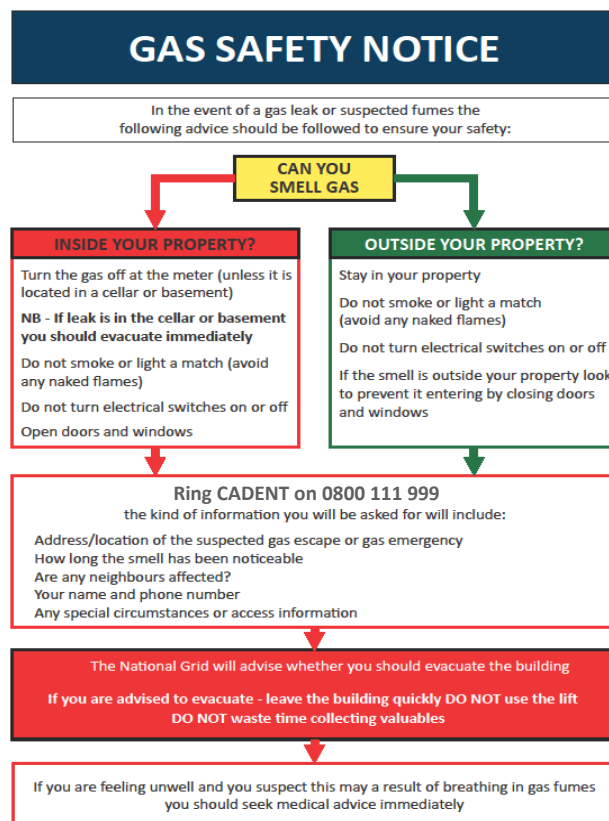 GAS SAFETY NOTICE
In the event of a gas leak or suspected fumes the
following advice should be followed to ensure your safety:
CAN YOU
SMELL GAS
INSIDE YOUR PROPERTY?
Turn the gas off at the meter (unless it is
located in a cellar or basement)
NB - If leak is in the cellar or basement
you should evacuate immediately
Do not smoke or light a match (avoid
any naked flames)
Do not turn electrical switches on or off
Open doors and windows
OUTSIDE YOUR PROPERTY?
Stay in your property
Do not smoke or light a match
(avoid any naked flames)
Do not turn electrical switches on or off
If the smell is outside your property look
to prevent it entering by closing doors
and windows
Ring CADENT on 0800 111 999
the kind of information you will be asked for will include:
Address/location of the suspected gas escape or gas emergency
How long the smell has been noticeable
Are any neighbours affected?
Your name and phone number
Any special circumstances or access information
The National Grid will advise whether you should evacuate the building
If you are advised to evacuate - leave the building quickly DO NOT use the lift
DO NOT waste time collecting valuables
If you are feeling unwell and you suspect this may a result of breathing in gas fumes
you should seek medical advice immediately